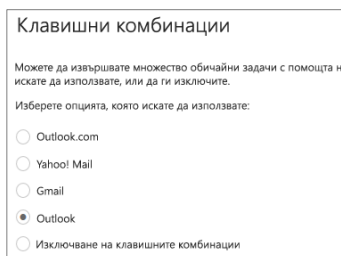 Клавишни комбинации
Можете да извършвате множество обичайни задачи с помощта
искате да използвате, или да ги изключите.
Изберете опцията, която искате да използвате:
Outlook.com
Yahoo! Mail
Gmail
Outlook
Изключване на клавишните комбинации